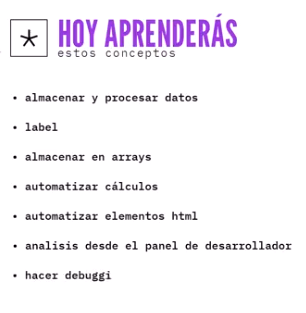 * HOY APRENDERÁS
estos conceptos
• almacenar y procesar datos
• label
• almacenar en arrays
• automatizar cálculos
• automatizar elementos html
• analisis desde el panel de desarrollador
• hacer debuggi